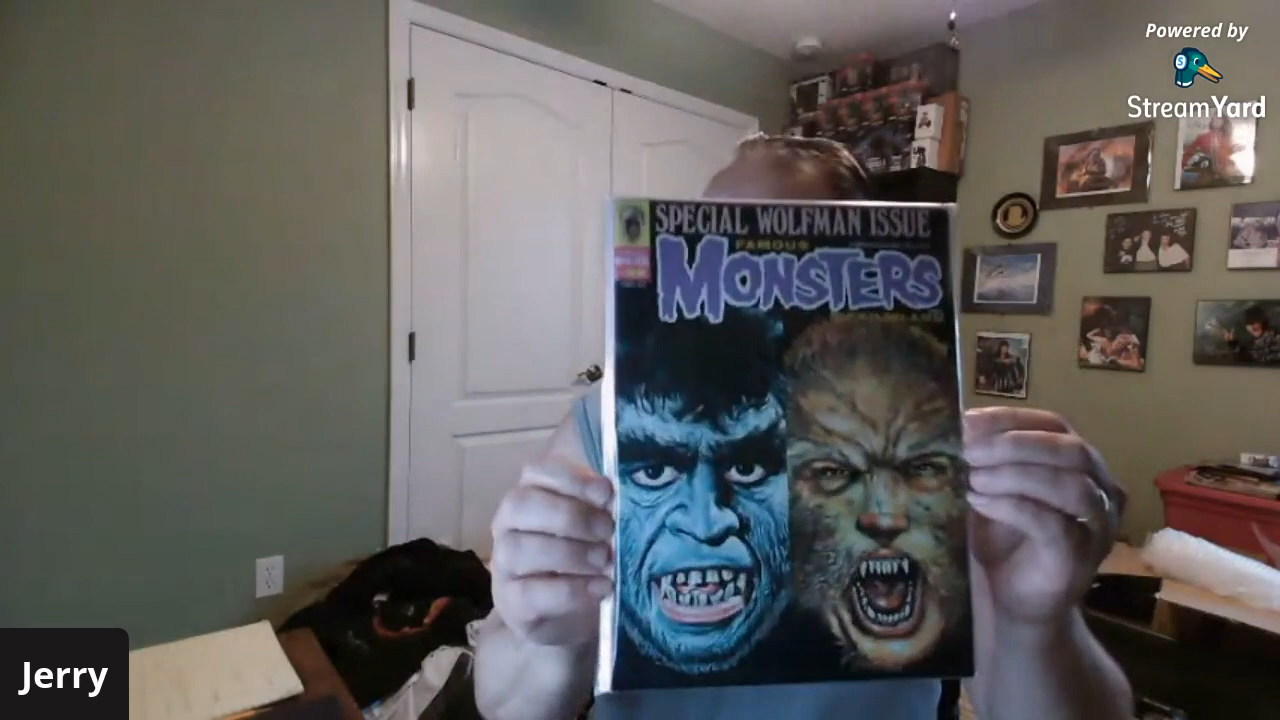 Powered by
StreamYard
SPECIAL WOLFMAN ISSUE
FAMOUS
MONSTERS
Jerry